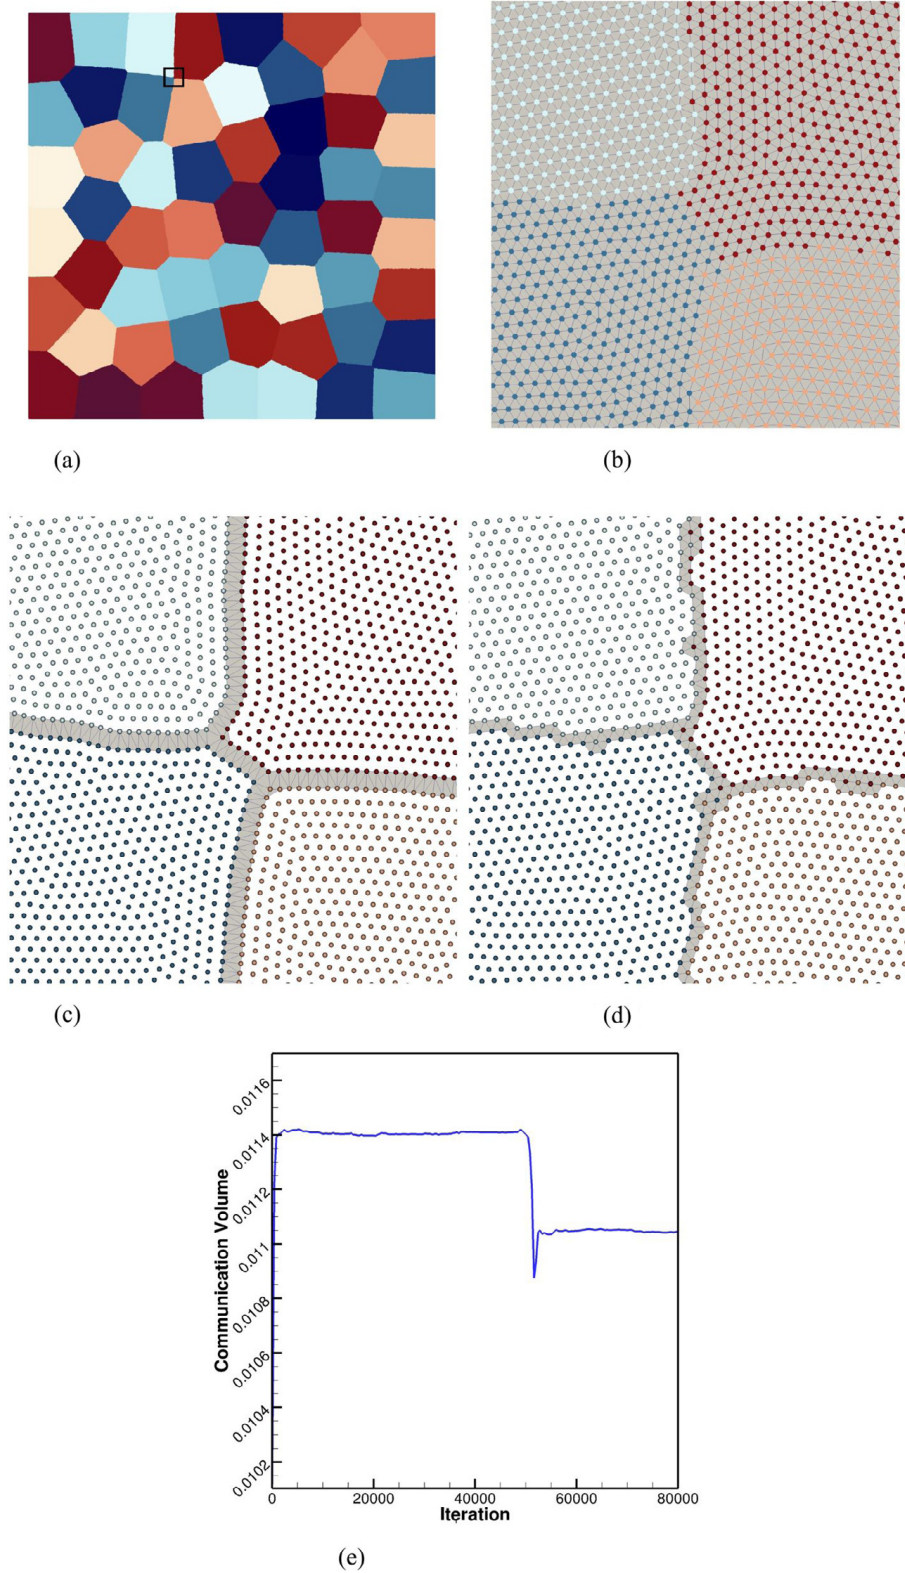 (a)
(b)
(c)
(d)
0.0116
0.0114
0.0112
0.011
0.0108
0.0106
0.0104
0.0102
Communication Volume
0 20000 40000 60000 80000
Iteration
(e)